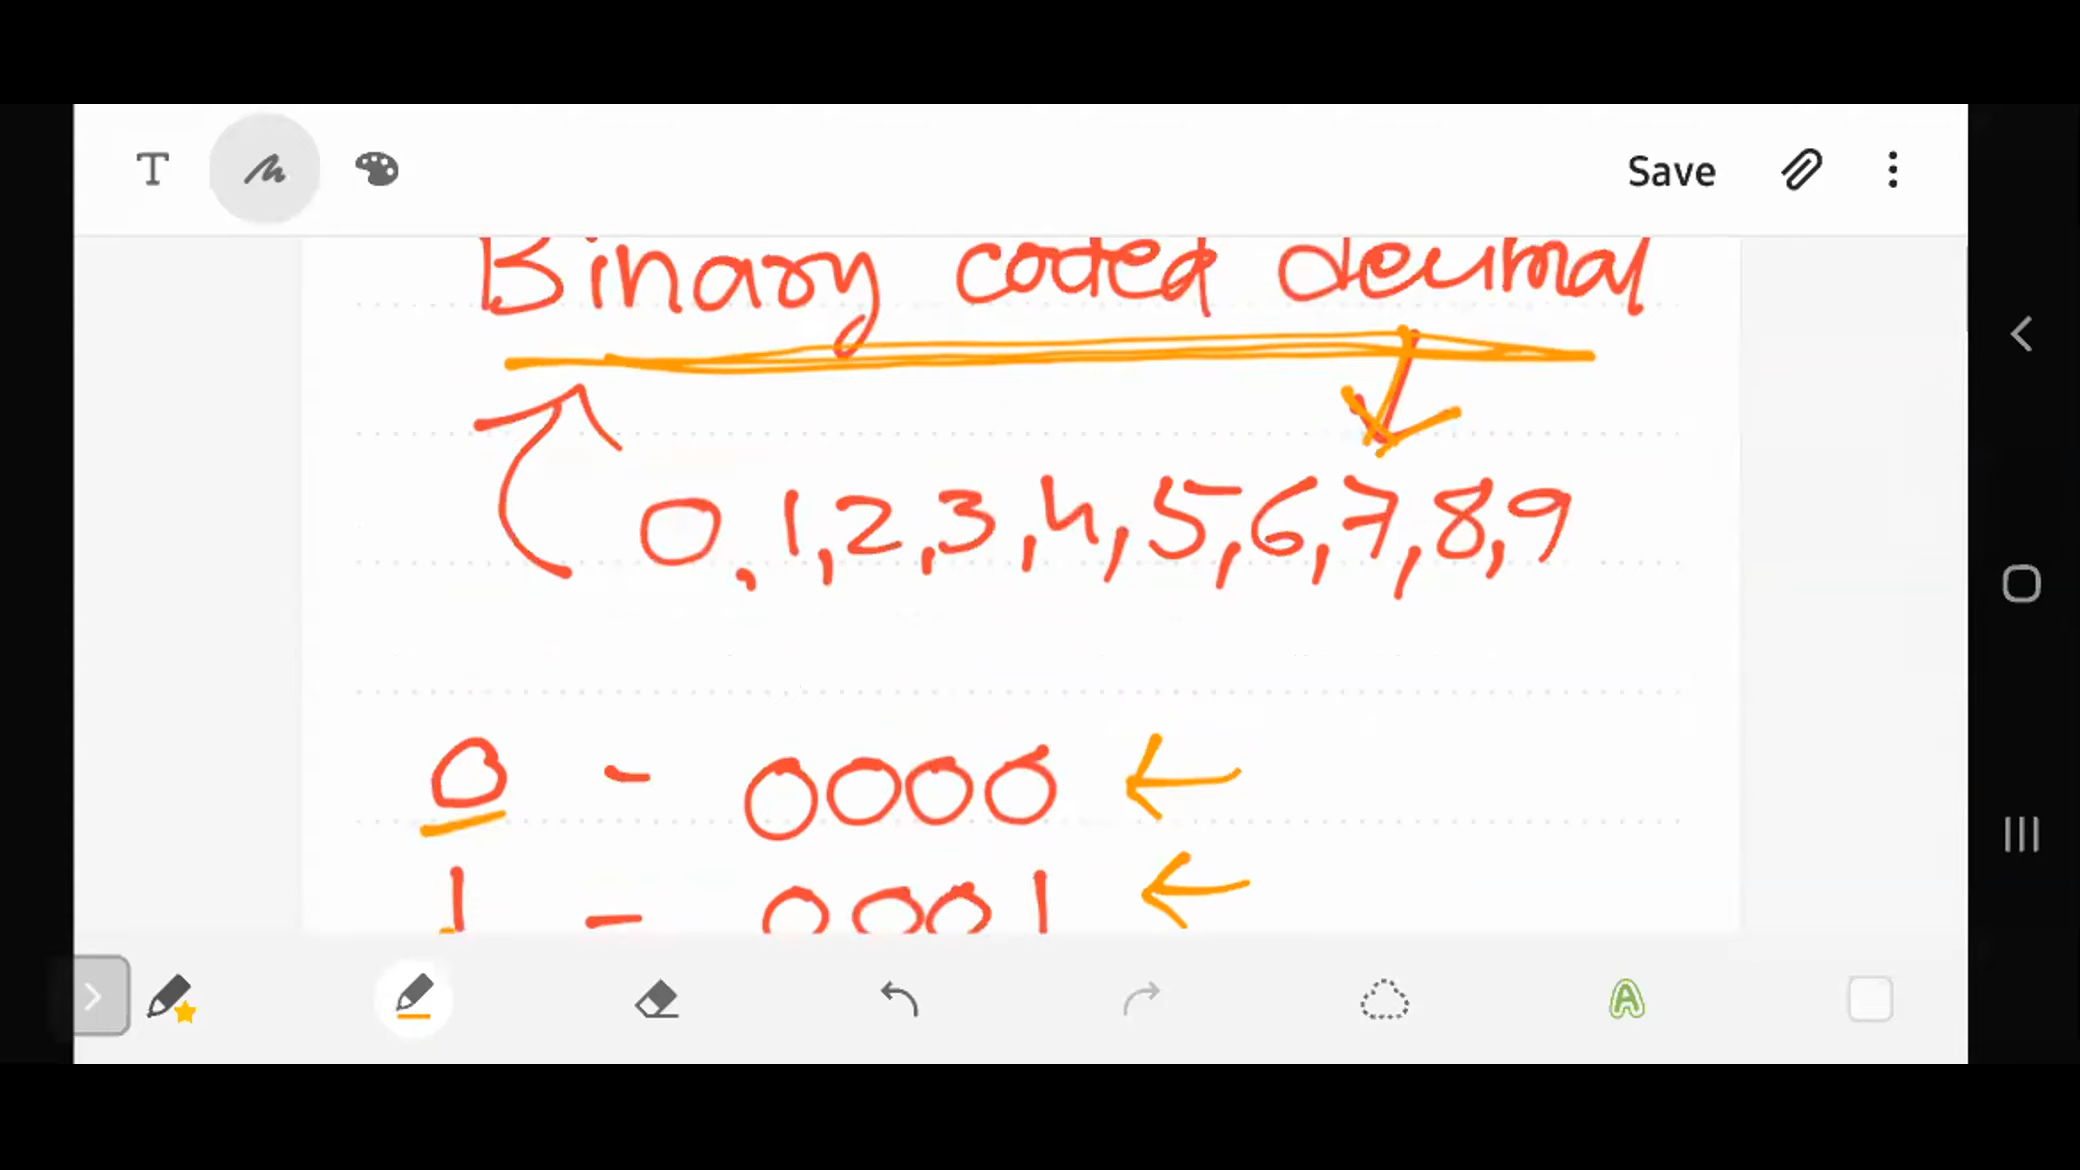 T Save
Binary coded decimal
0,1,2,3,4,5,6,7,8,9
0 - 0000 ←
1 - 0001 ←
A